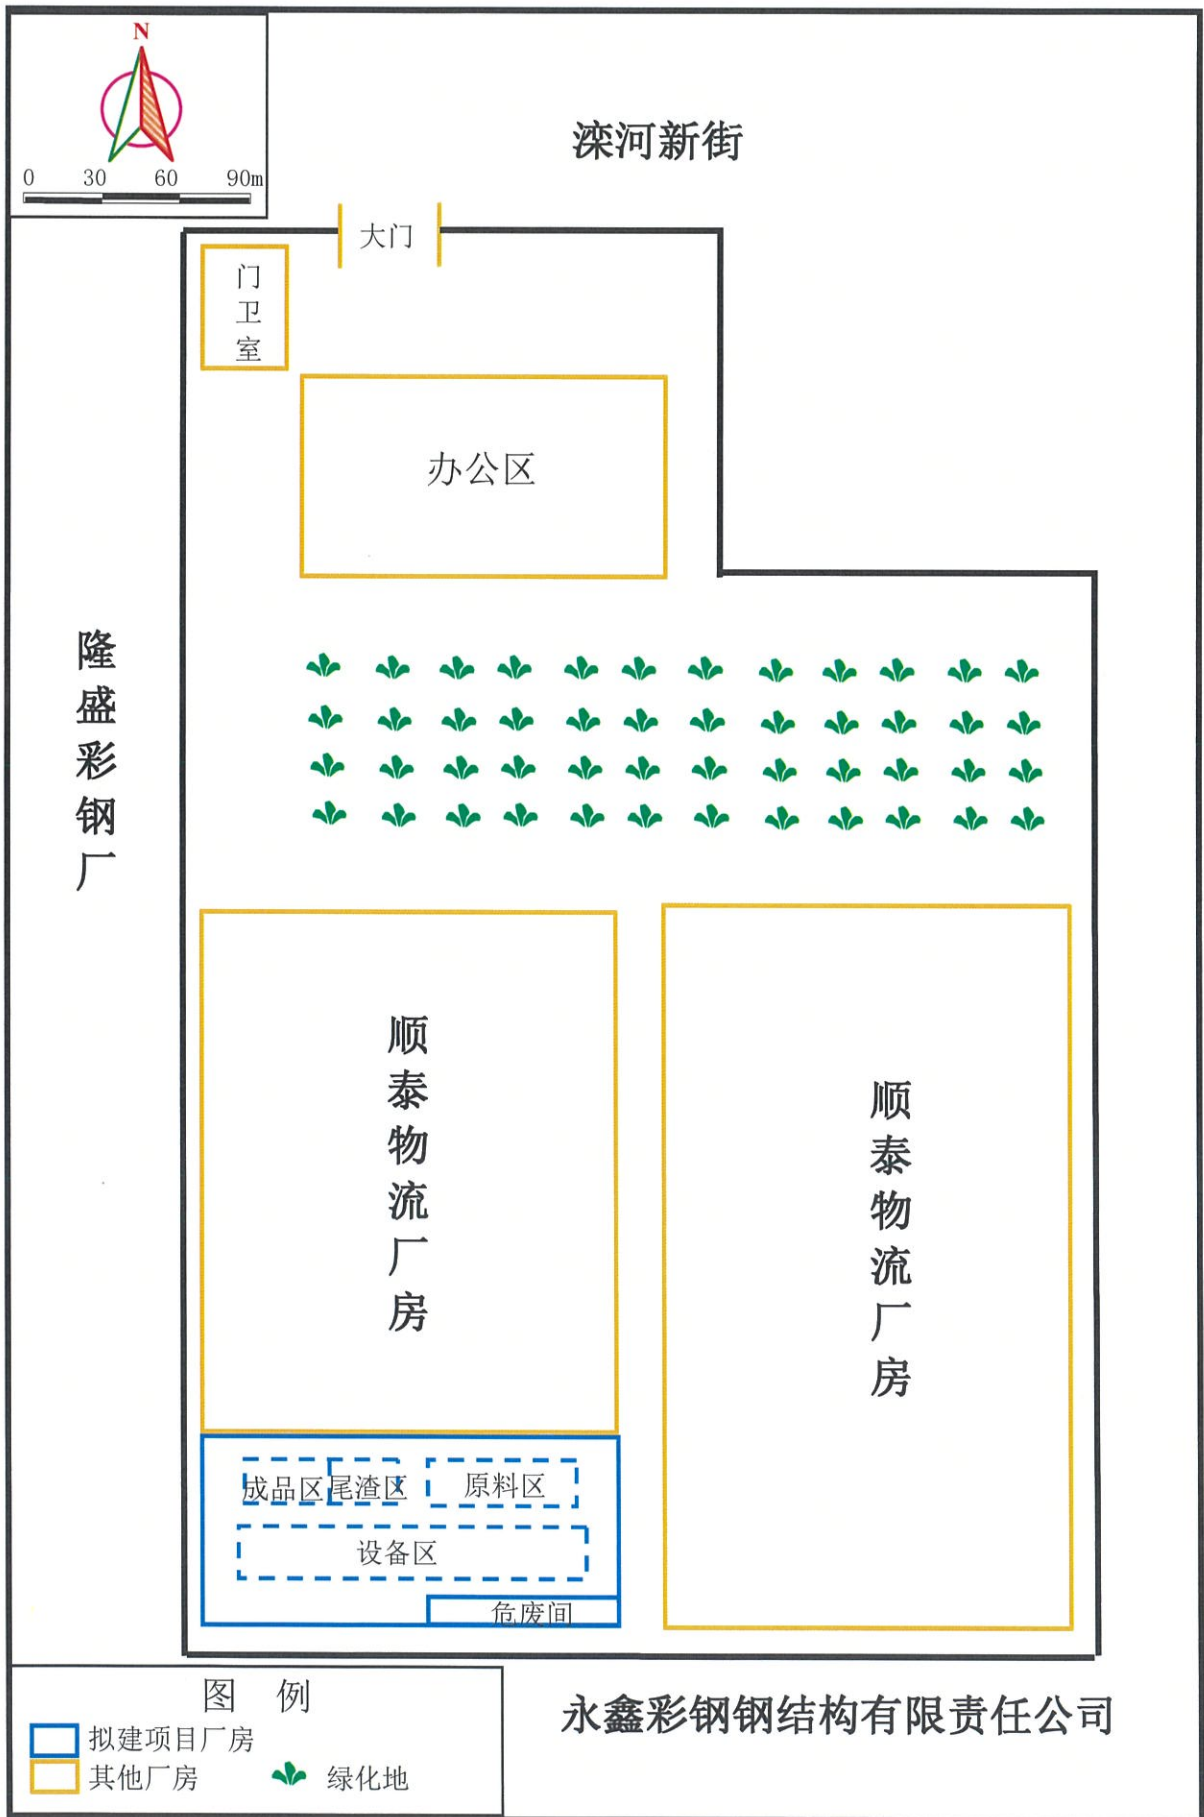 N
0 30 60 90m
滦河新街
大门
门卫室
办公区
隆盛彩钢厂
顺泰物流厂房
顺泰物流厂房
成品区 尾渣区 原料区
设备区
危废间
图 例
拟建项目厂房
其他厂房 绿化地
永鑫彩钢钢结构有限责任公司